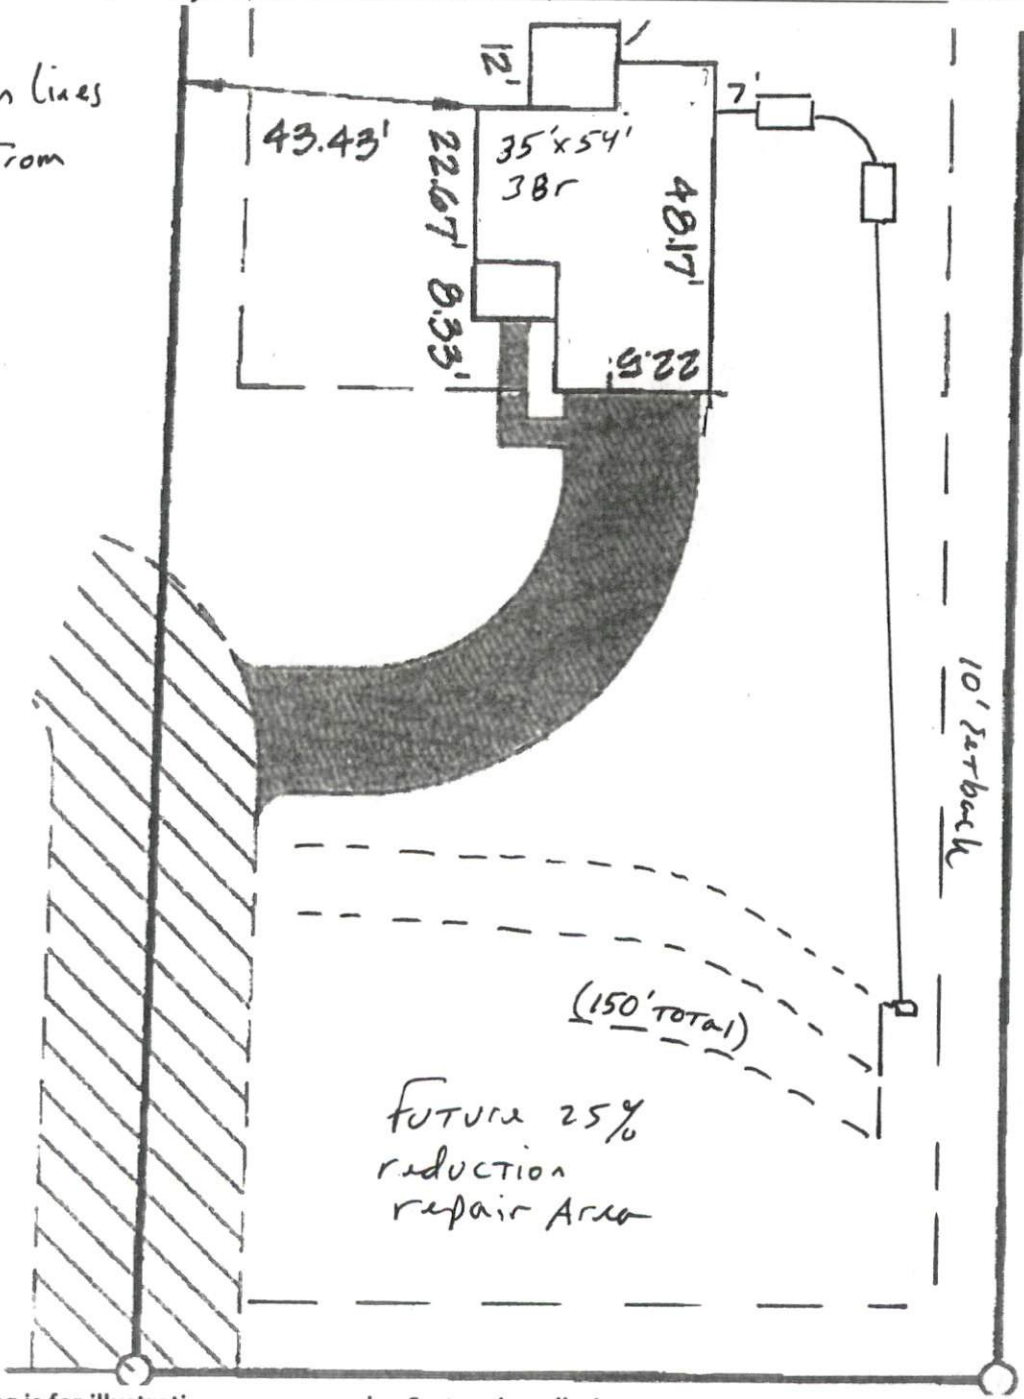 lines
From
12'
7'
43.43'
35'x54'
3Br
22.67'
48.17'
8.33'
22.5'
10' Setback
(150' Total)
Future 25%
reduction
repair Area